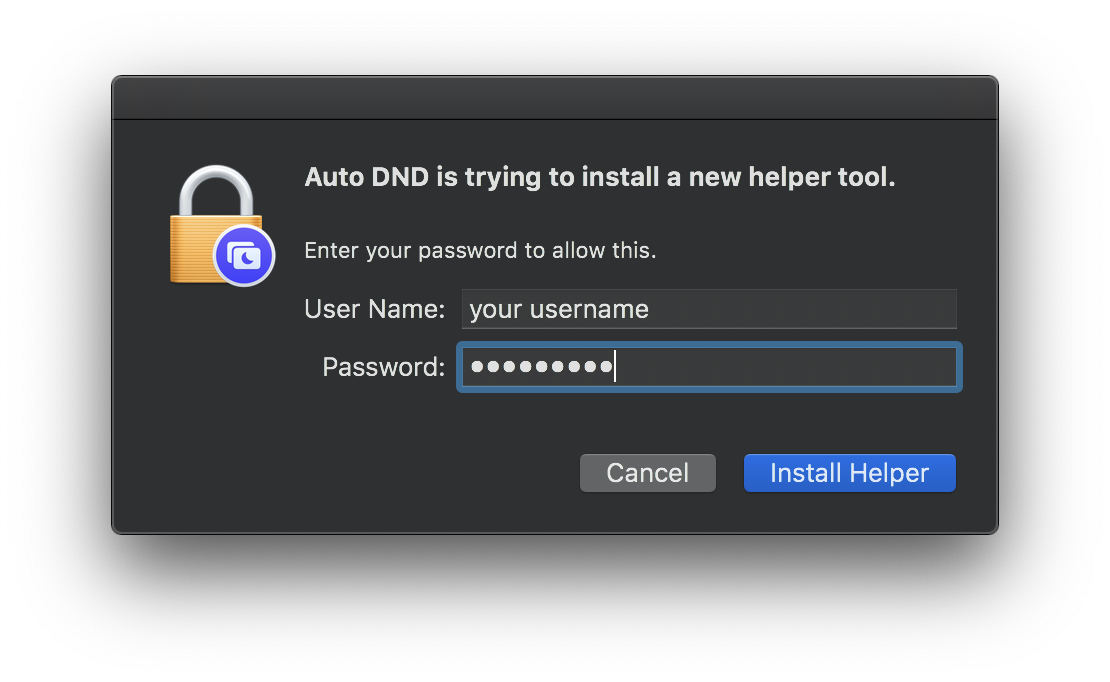 Auto DND is trying to install a new helper tool.
Enter your password to allow this.
User Name: your username
Password: •••••••••
Cancel Install Helper